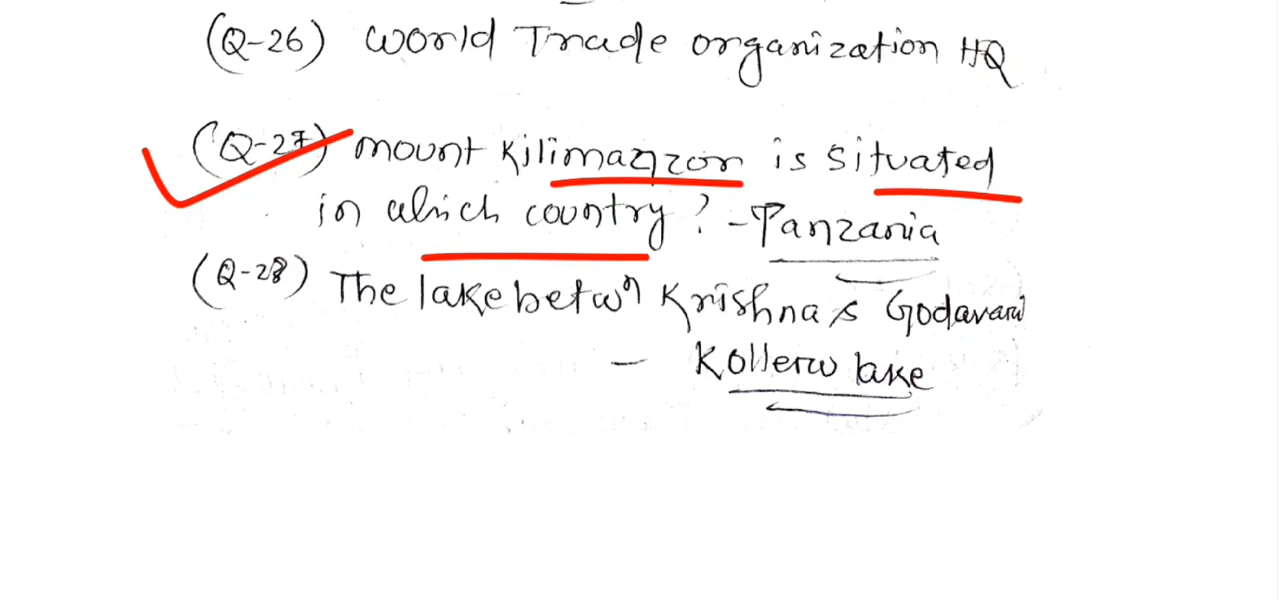 (Q-26) World Trade organization HQ
(Q-27) mount Kilimanzor is situated
in which country? - Tanzania
(Q-28) The lake betwn Krishna & Godavari
- Kolleru lake